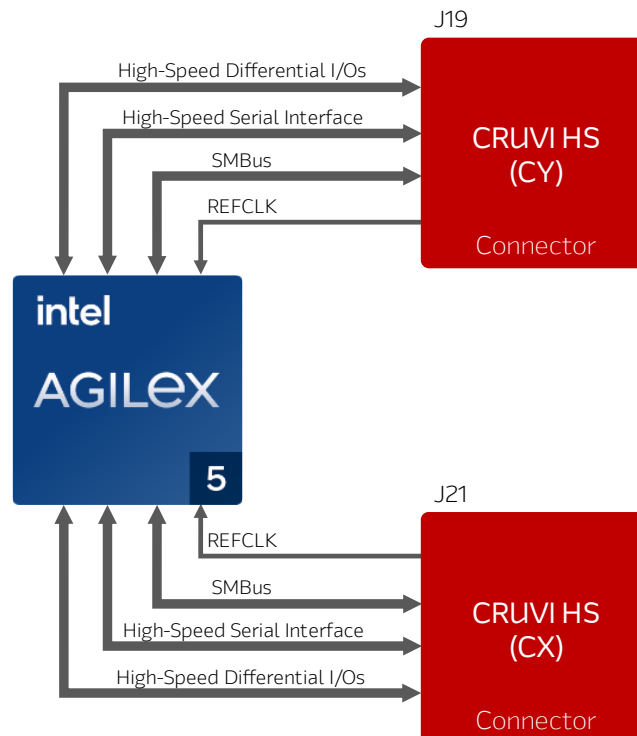 J19
High-Speed Differential I/Os
High-Speed Serial Interface
SMBus
REFCLK
CRUVI HS
(CY)
Connector
intel
AGILEX
5
J21
REFCLK
SMBus
High-Speed Serial Interface
High-Speed Differential I/Os
CRUVI HS
(CX)
Connector